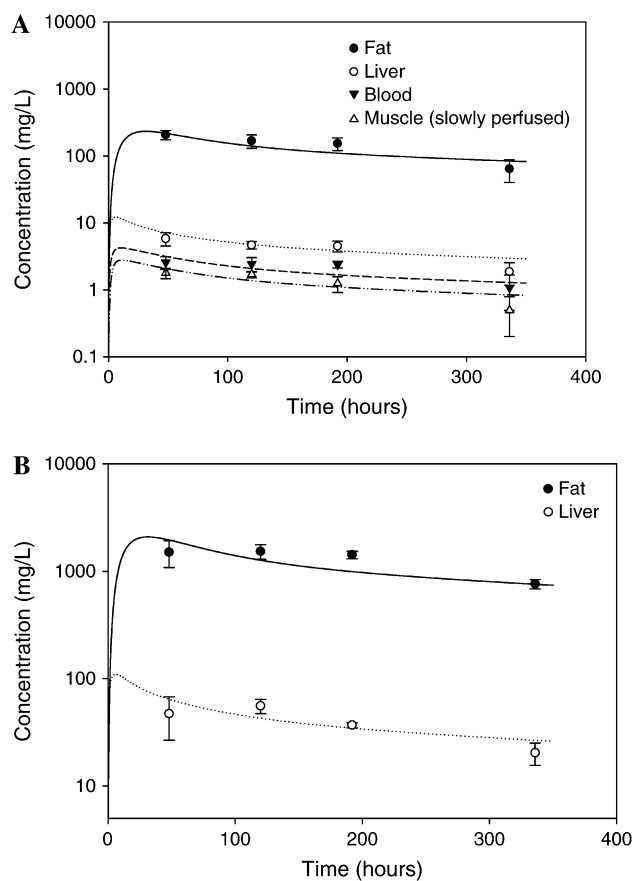 A
10000
1000
100
10
1
0.1
Concentration (mg/L)
Fat
Liver
Blood
Muscle (slowly perfused)
0
100
200
300
400
Time (hours)
B
10000
1000
100
10
Concentration (mg/L)
Fat
Liver
0
100
200
300
400
Time (hours)